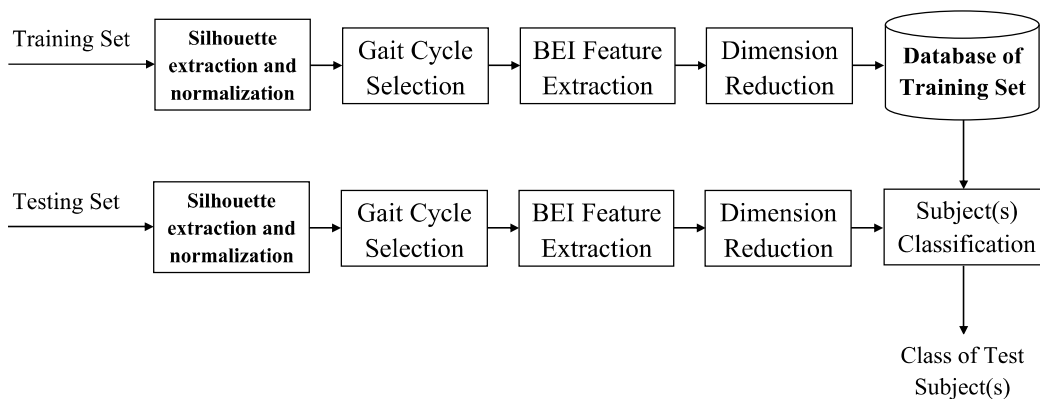 Training Set
Silhouette
extraction and
normalization
Gait Cycle
Selection
BEI Feature
Extraction
Dimension
Reduction
Database of
Training Set
Testing Set
Silhouette
extraction and
normalization
Gait Cycle
Selection
BEI Feature
Extraction
Dimension
Reduction
Subject(s)
Classification
Class of Test
Subject(s)